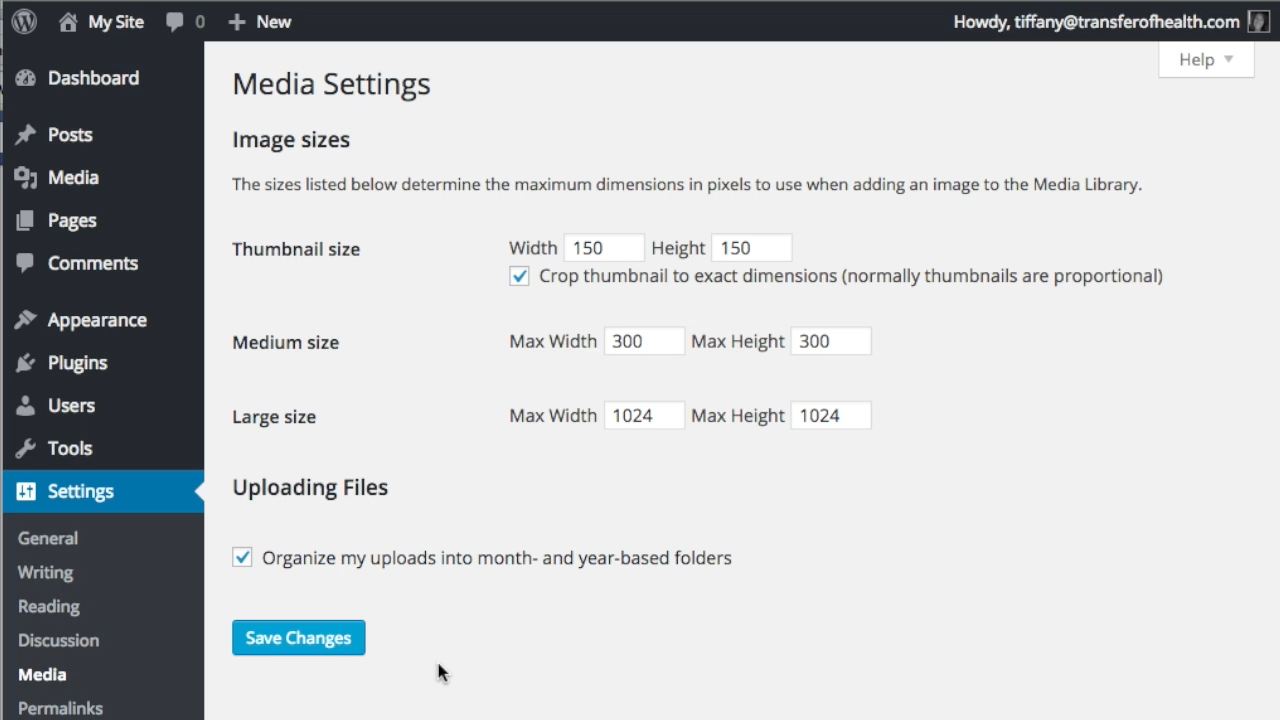 My Site 0 New Howdy, tiffany@transferofhealth.com
Help
Dashboard
Posts
Media
Pages
Comments
Appearance
Plugins
Users
Tools
Settings
General
Writing
Reading
Discussion
Media
Permalinks
Media Settings
Image sizes
The sizes listed below determine the maximum dimensions in pixels to use when adding an image to the Media Library.
Thumbnail size Width 150 Height 150
Crop thumbnail to exact dimensions (normally thumbnails are proportional)
Medium size Max Width 300 Max Height 300
Large size Max Width 1024 Max Height 1024
Uploading Files
Organize my uploads into month- and year-based folders
Save Changes